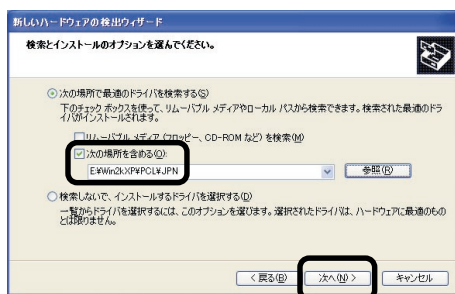 新しいハードウェアの検出ウィザード
検索とインストールのオプションを選んでください。
次の場所で最適のドライバを検索する(S)
下のチェック ボックスを使って、リムーバブル メディアやローカル パスから検索できます。検索された最適のドラ
イバがインストールされます。
リムーバブル メディア (フロッピー、CD-ROM など) を検索(M)
次の場所を含める(O):
E:¥Win2kXP¥PCL¥JPN
参照(R)
検索しないで、インストールするドライバを選択する(D)
一覧からドライバを選択するには、このオプションを選びます。選択されたドライバは、ハードウェアに最適のもの
とは限りません。
< 戻る(B)
次へ(N) >
キャンセル